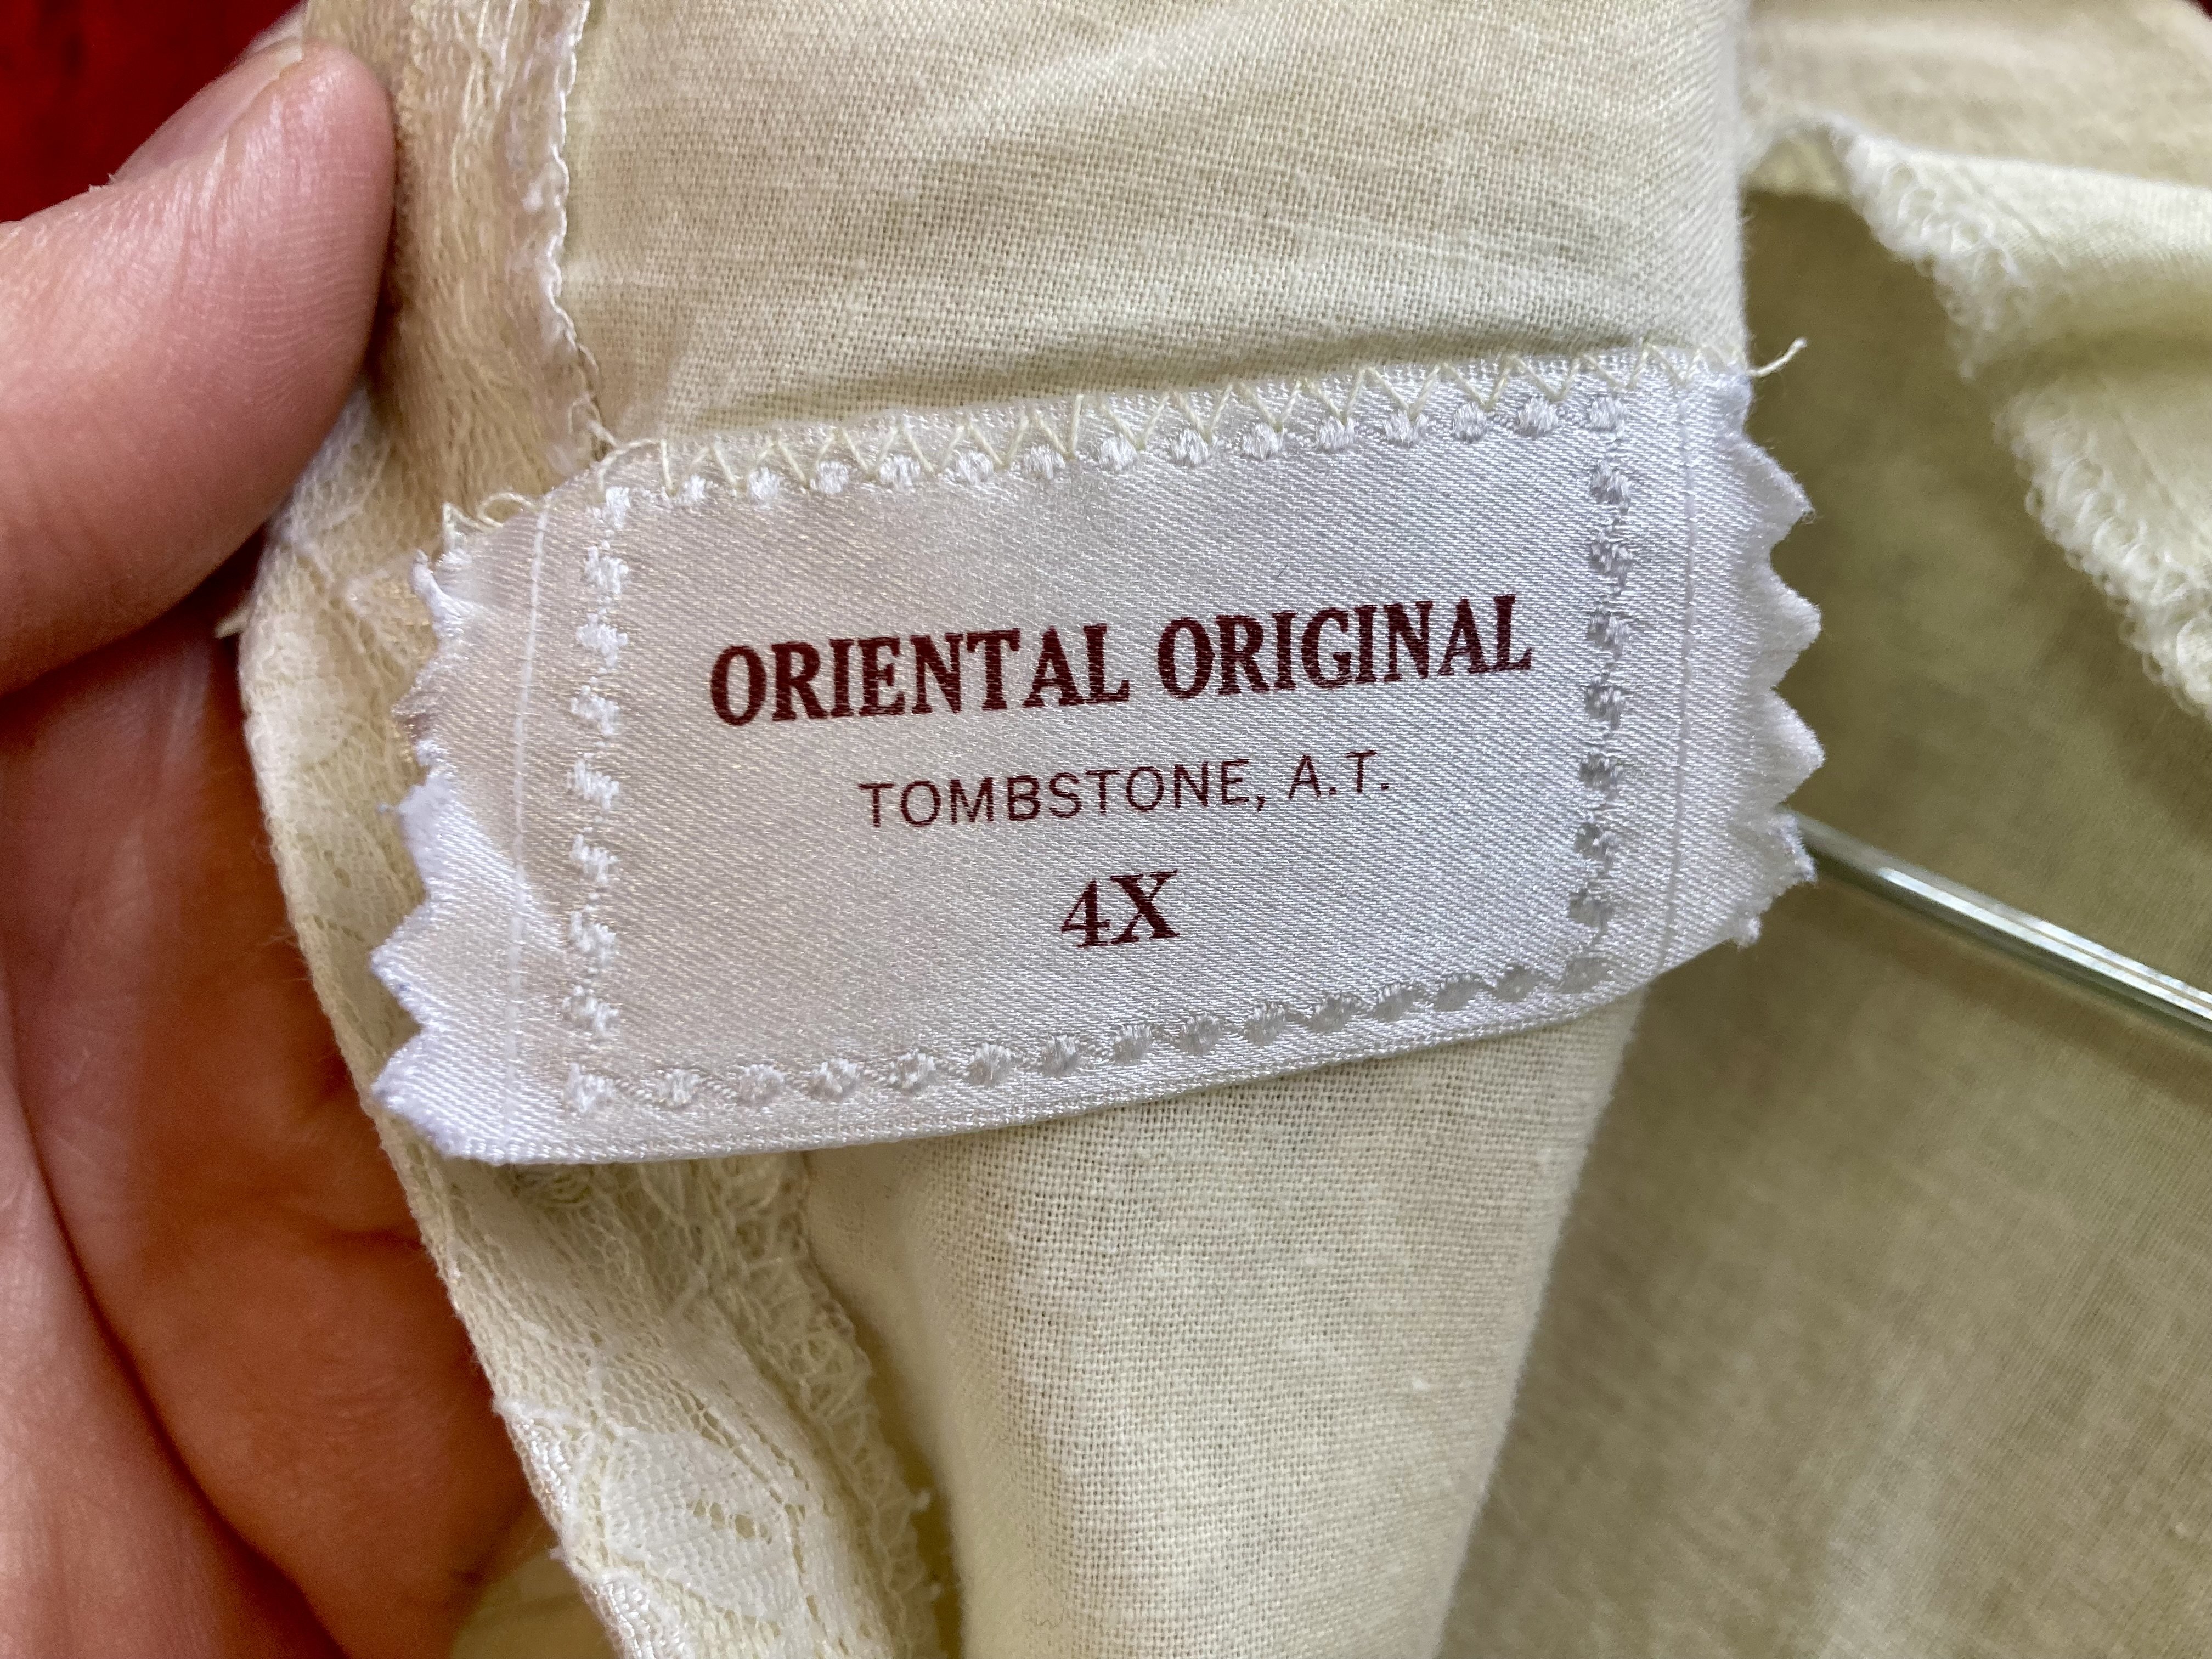 ORIENTAL ORIGINAL
TOMBSTONE, A.T.
4X